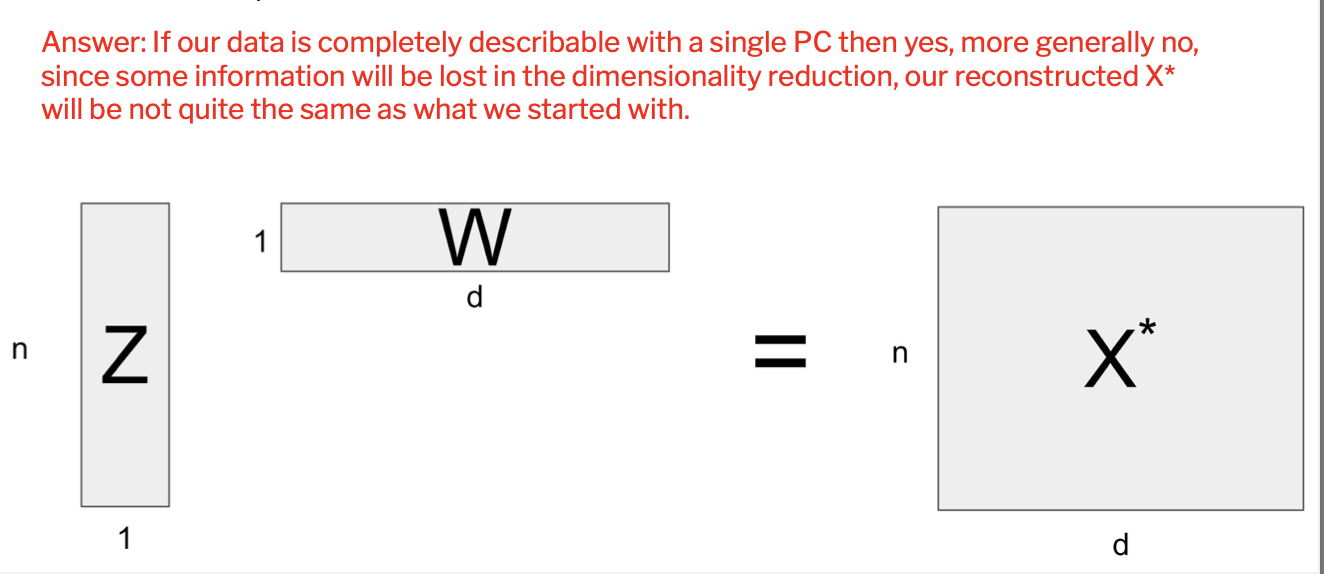 Answer: If our data is completely describable with a single PC then yes, more generally no,
since some information will be lost in the dimensionality reduction, our reconstructed X*
will be not quite the same as what we started with.
1
W
d
n
Z
=
n
X*
1
d